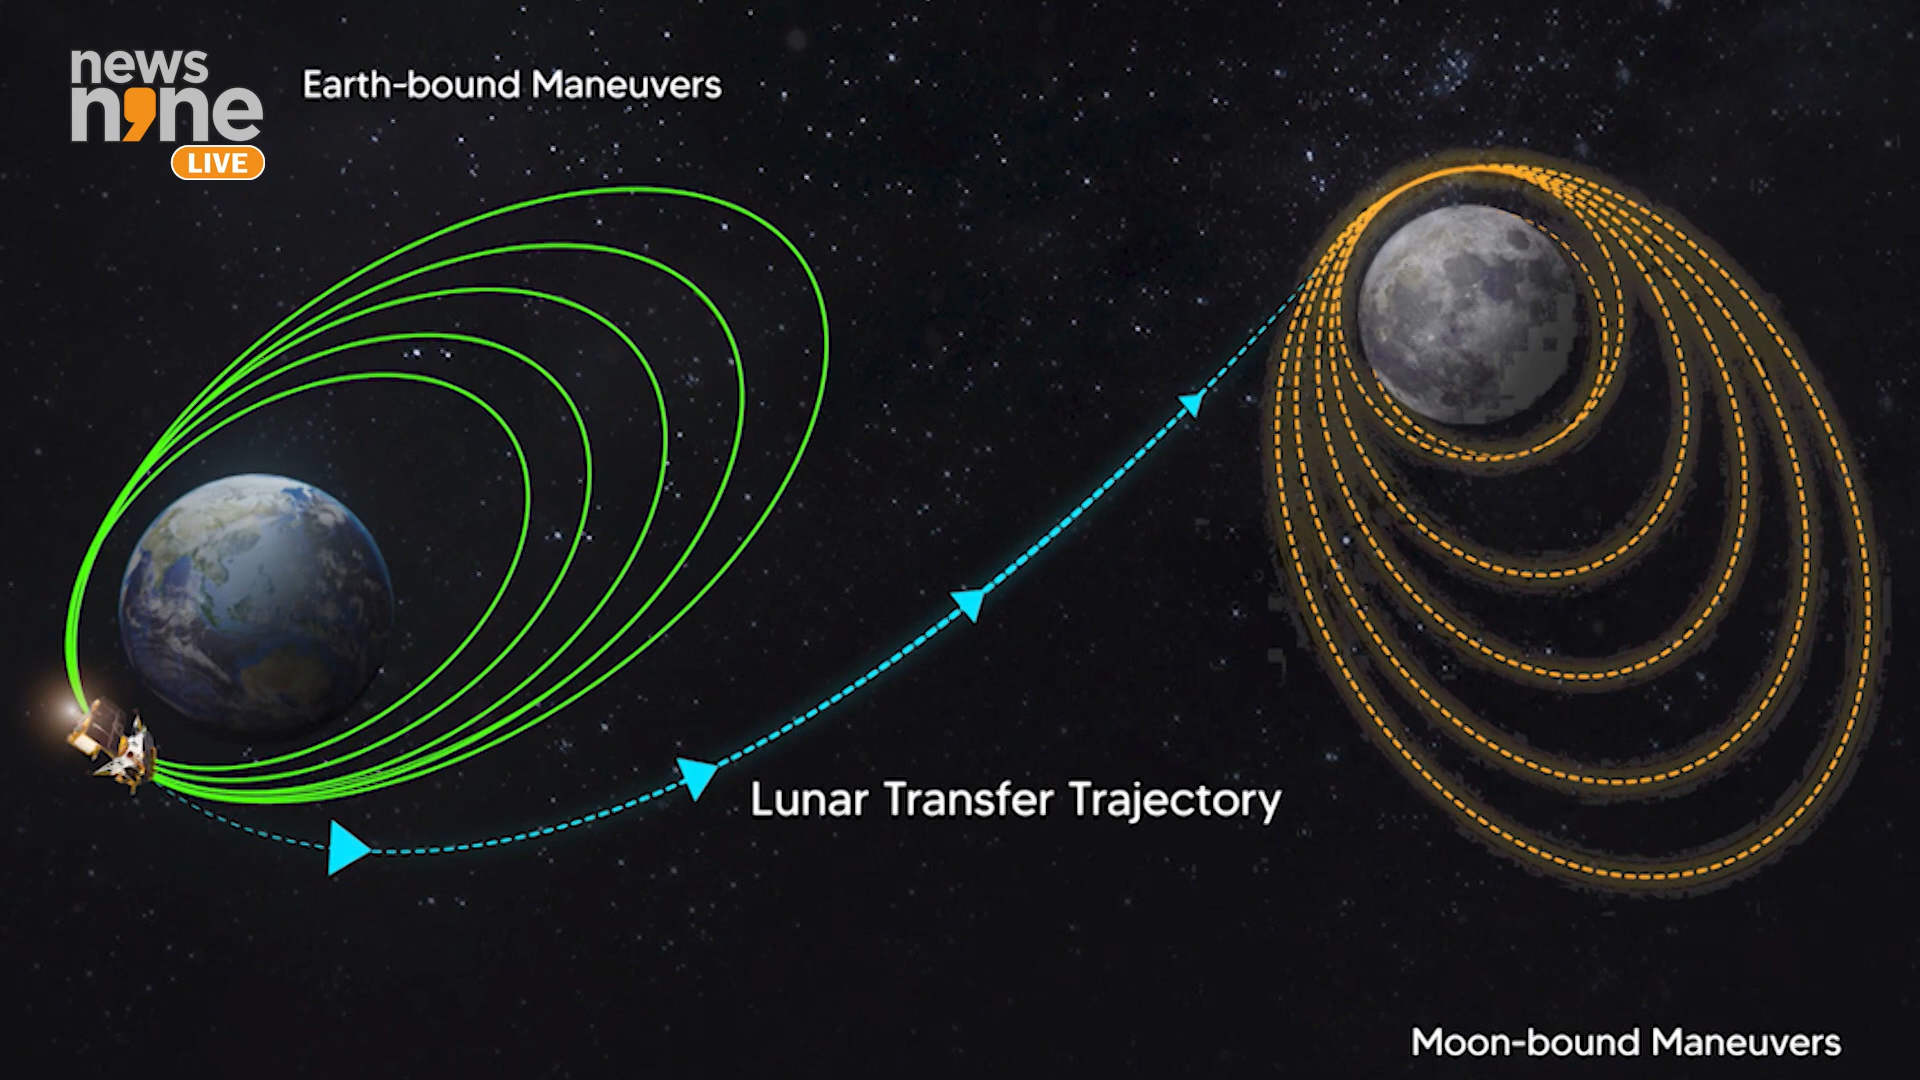 news
n9ne
LIVE
Earth-bound Maneuvers
Lunar Transfer Trajectory
Moon-bound Maneuvers